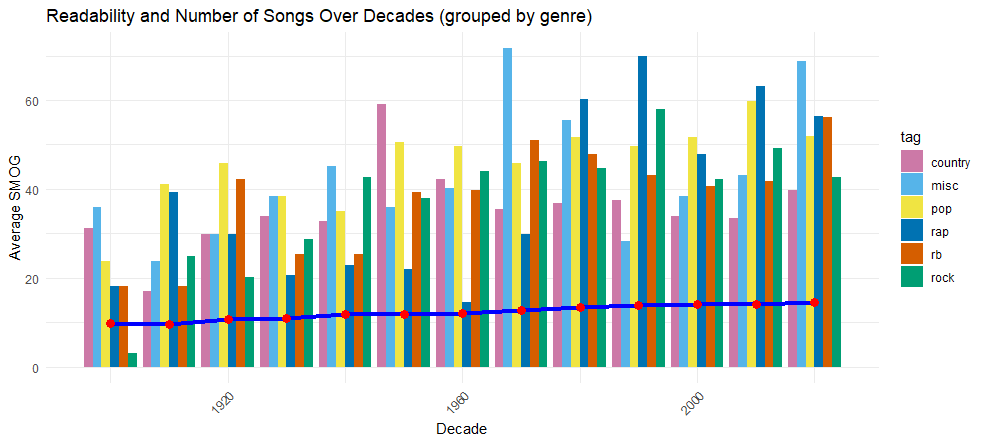 Readability and Number of Songs Over Decades (grouped by genre)
Average SMOG
60
40
20
0
1920
1960
2000
Decade
tag
country
misc
pop
rap
rb
rock